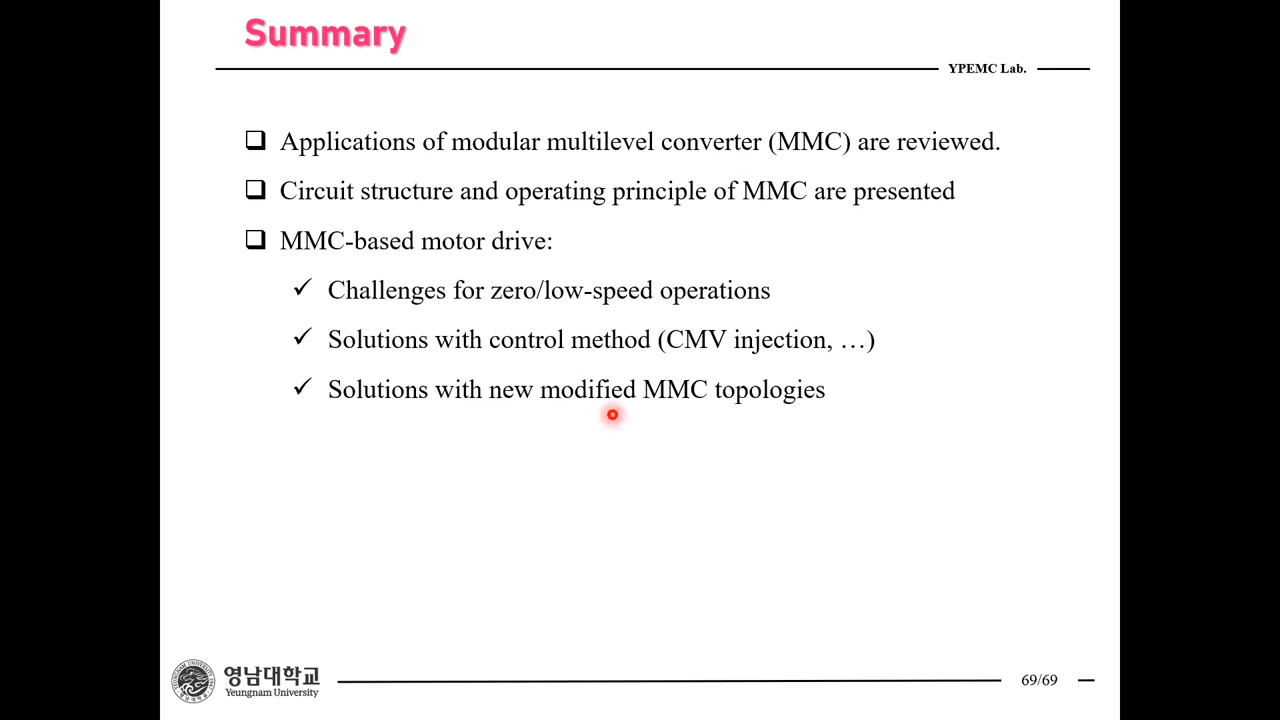 Summary
YPEMC Lab.
Applications of modular multilevel converter (MMC) are reviewed.
Circuit structure and operating principle of MMC are presented
MMC-based motor drive:
Challenges for zero/low-speed operations
Solutions with control method (CMV injection, …)
Solutions with new modified MMC topologies
영남대학교
Yeungnam University
69/69